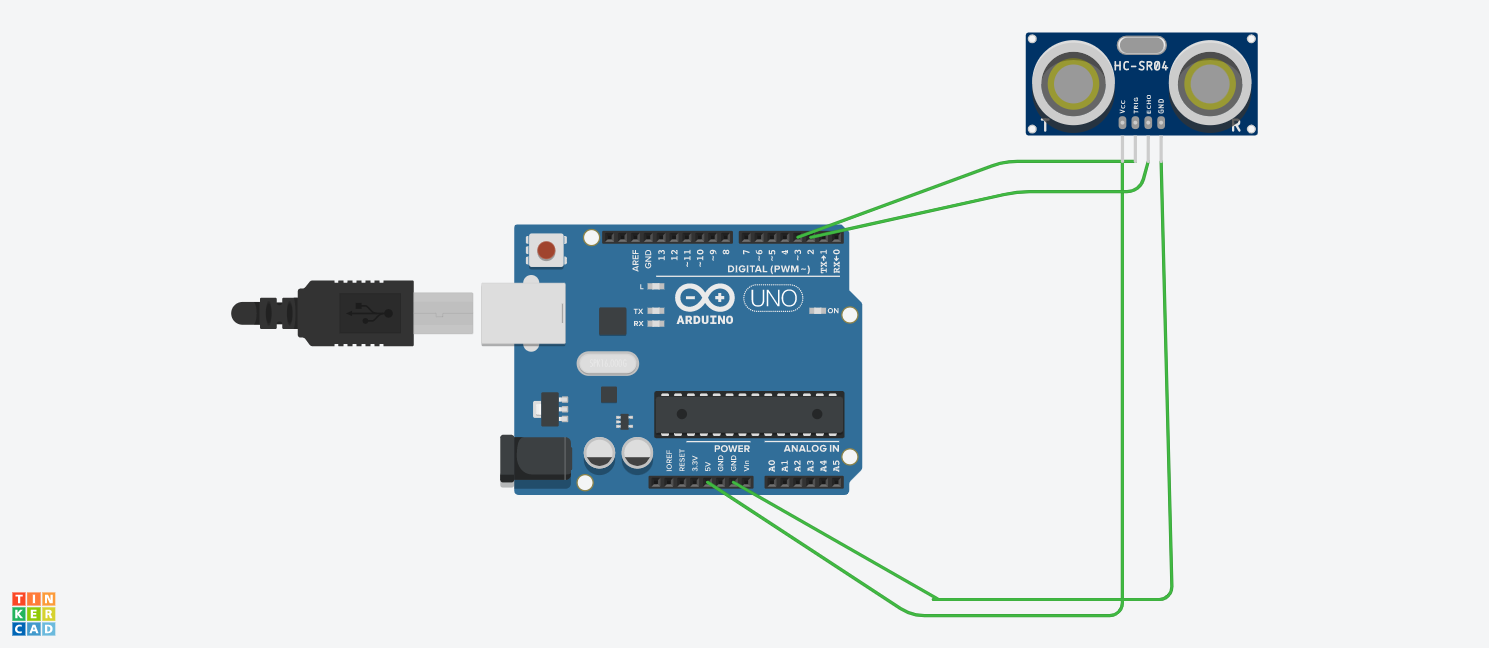 HC-SR04
Vcc
TRIG
ECHO
GND
T
R
AREF
GND
13
12
~11
~10
~9
8
7
~6
~5
4
~3
2
TX→1
RX←0
DIGITAL (PWM~)
L
TX
RX
ARDUINO
UNO
ON
POWER
ANALOG IN
IOREF
RESET
3.3V
5V
GND
GND
Vin
A0
A1
A2
A3
A4
A5
TIN
KER
CAD